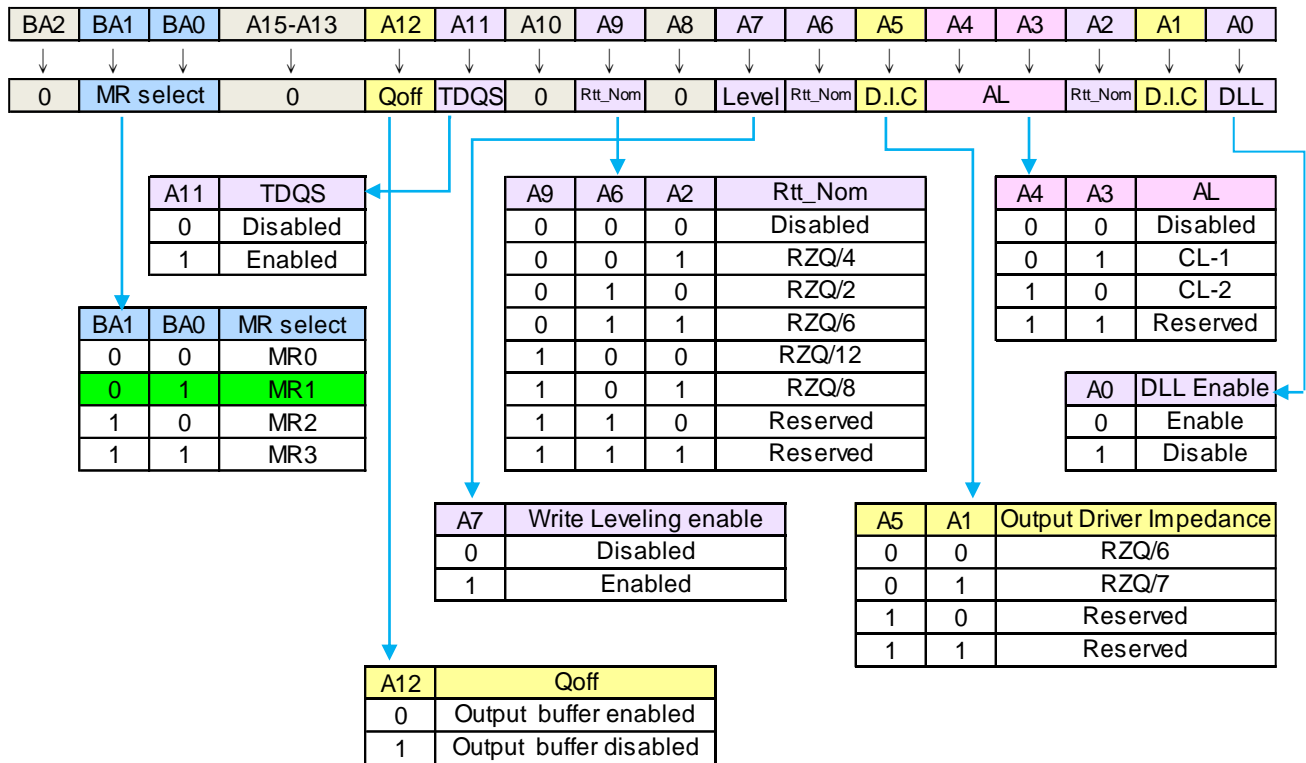 BA2 BA1 BA0 A15-A13 A12 A11 A10 A9 A8 A7 A6 A5 A4 A3 A2 A1 A0
0 MR select 0 Qoff TDQS 0 Rtt_Nom 0 Level Rtt_Nom D.I.C AL Rtt_Nom D.I.C DLL
A11 TDQS
0 Disabled
1 Enabled
BA1 BA0 MR select
0 0 MR0
0 1 MR1
1 0 MR2
1 1 MR3
A9 A6 A2 Rtt_Nom
0 0 0 Disabled
0 0 1 RZQ/4
0 1 0 RZQ/2
0 1 1 RZQ/6
1 0 0 RZQ/12
1 0 1 RZQ/8
1 1 0 Reserved
1 1 1 Reserved
A4 A3 AL
0 0 Disabled
0 1 CL-1
1 0 CL-2
1 1 Reserved
A0 DLL Enable
0 Enable
1 Disable
A7 Write Leveling enable
0 Disabled
1 Enabled
A5 A1 Output Driver Impedance
0 0 RZQ/6
0 1 RZQ/7
1 0 Reserved
1 1 Reserved
A12 Qoff
0 Output buffer enabled
1 Output buffer disabled